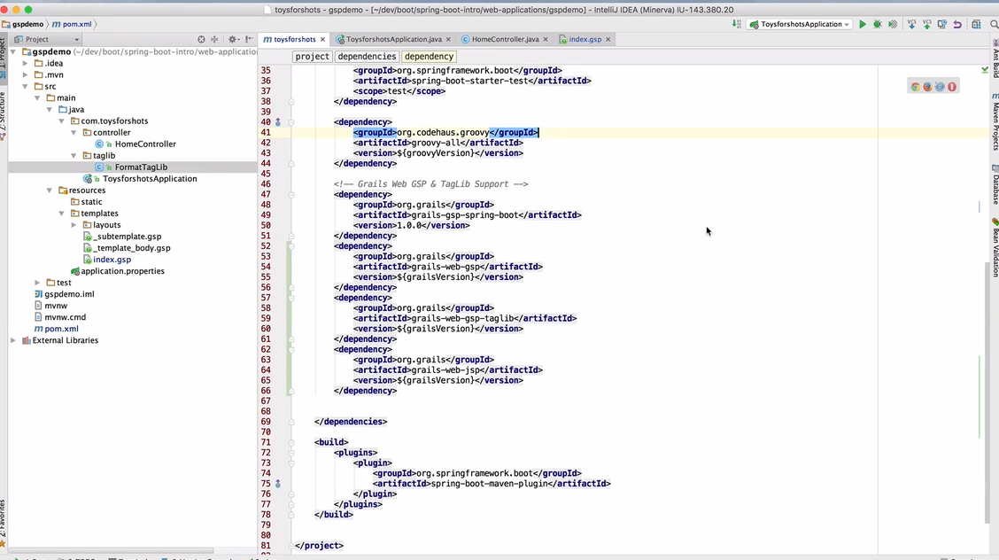 toysforshots - gspdemo - [~/dev/boot/spring-boot-intro/web-applications/gspdemo] - IntelliJ IDEA (Minerva) IU-143.380.20
gspdemo
pom.xml
ToysforshotsApplication
Project
toysforshots
ToysforshotsApplication.java
HomeController.java
index.gsp
project
dependencies
dependency
gspdemo (~/dev/boot/spring-boot-intro/web-applicatio
.idea
.mvn
src
main
java
com.toysforshots
controller
HomeController
taglib
FormatTagLib
ToysforshotsApplication
resources
static
templates
layouts
_subtemplate.gsp
_template_body.gsp
index.gsp
application.properties
test
gspdemo.iml
mvnw
mvnw.cmd
pom.xml
External Libraries
35 <groupId>org.springframework.boot</groupId>
36 <artifactId>spring-boot-starter-test</artifactId>
37 <scope>test</scope>
38 </dependency>
39
40 <dependency>
41 <groupId>org.codehaus.groovy</groupId>
42 <artifactId>groovy-all</artifactId>
43 <version>${groovyVersion}</version>
44 </dependency>
45
46 <!-- Grails Web GSP & TagLib Support -->
47 <dependency>
48 <groupId>org.grails</groupId>
49 <artifactId>grails-gsp-spring-boot</artifactId>
50 <version>1.0.0</version>
51 </dependency>
52 <dependency>
53 <groupId>org.grails</groupId>
54 <artifactId>grails-web-gsp</artifactId>
55 <version>${grailsVersion}</version>
56 </dependency>
57 <dependency>
58 <groupId>org.grails</groupId>
59 <artifactId>grails-web-gsp-taglib</artifactId>
60 <version>${grailsVersion}</version>
61 </dependency>
62 <dependency>
63 <groupId>org.grails</groupId>
64 <artifactId>grails-web-jsp</artifactId>
65 <version>${grailsVersion}</version>
66 </dependency>
67
68
69 </dependencies>
70
71 <build>
72 <plugins>
73 <plugin>
74 <groupId>org.springframework.boot</groupId>
75 <artifactId>spring-boot-maven-plugin</artifactId>
76 </plugin>
77 </plugins>
78 </build>
79
80
81 </project>
1: Project
Structure
2: Favorites
Ant Build
Maven Projects
Database
Bean Validation